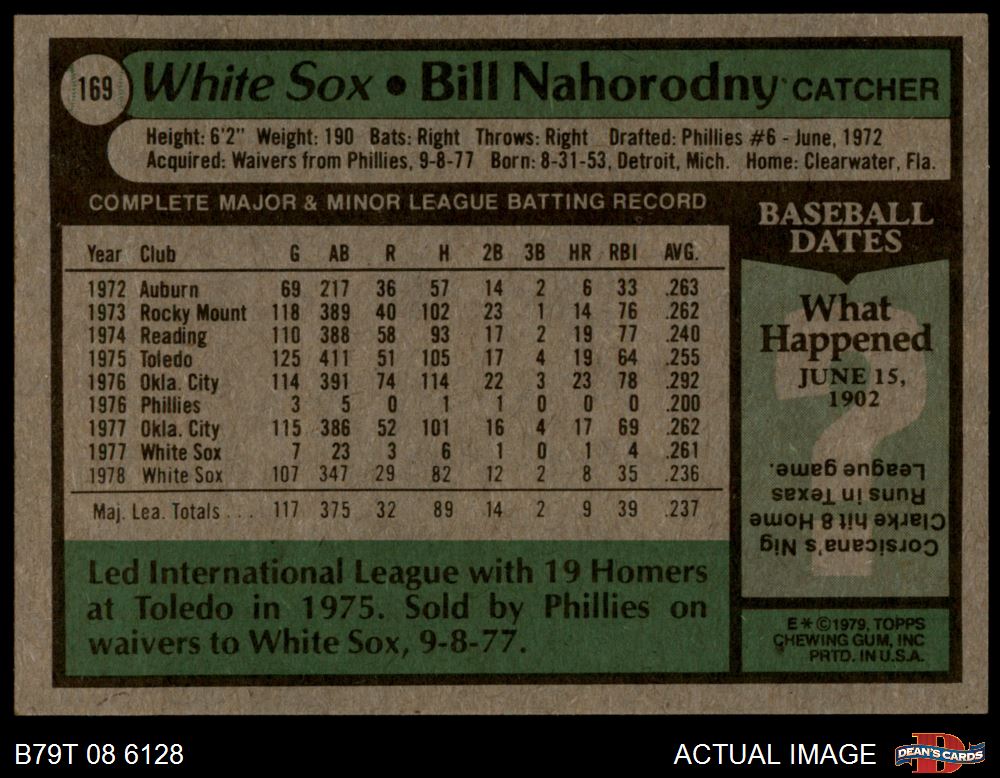 169
White Sox • Bill Nahorodny CATCHER
Height: 6'2" Weight: 190 Bats: Right Throws: Right Drafted: Phillies #6 - June, 1972
Acquired: Waivers from Phillies, 9-8-77 Born: 8-31-53, Detroit, Mich. Home: Clearwater, Fla.
COMPLETE MAJOR & MINOR LEAGUE BATTING RECORD
Year Club G AB R H 2B 3B HR RBI AVG.
1972 Auburn 69 217 36 57 14 2 6 33 .263
1973 Rocky Mount 118 389 40 102 23 1 14 76 .262
1974 Reading 110 388 58 93 17 2 19 77 .240
1975 Toledo 125 411 51 105 17 4 19 64 .255
1976 Okla. City 114 391 74 114 22 3 23 78 .292
1976 Phillies 3 5 0 1 1 0 0 0 .200
1977 Okla. City 115 386 52 101 16 4 17 69 .262
1977 White Sox 7 23 3 6 1 0 1 4 .261
1978 White Sox 107 347 29 82 12 2 8 35 .236
Maj. Lea. Totals . . . 117 375 32 89 14 2 9 39 .237
Led International League with 19 Homers
at Toledo in 1975. Sold by Phillies on
waivers to White Sox, 9-8-77.
BASEBALL
DATES
What
Happened
JUNE 15,
1902
?
Corsicana's Nig
Clarke hit 8 Home
Runs in Texas
League game.
E*©1979, TOPPS
CHEWING GUM, INC
PRTD. IN U.S.A.
B79T 08 6128
ACTUAL IMAGE
DEAN'S CARDS